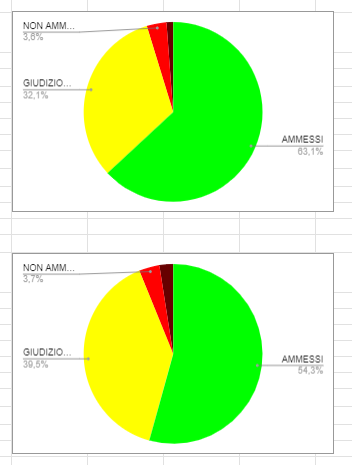 NON AMM...
3,8%
GIUDIZIO...
32,1%
AMMESSI
63,1%
NON AMM...
3,7%
GIUDIZIO...
39,5%
AMMESSI
54,3%